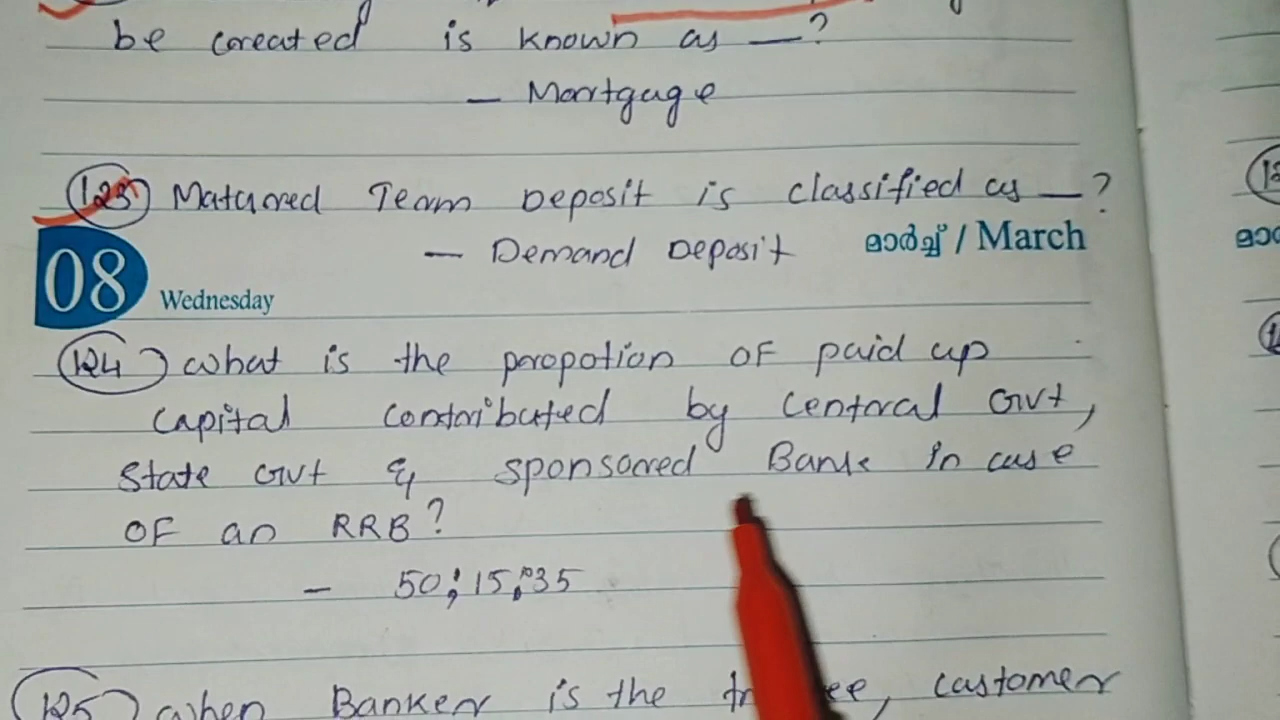 be created is known as — ?
— Mortgage
123) Matured Term Deposit is classified as — ?
— Demand Deposit മാർച്ച് / March
08 Wednesday
124) What is the propotion OF paid up
Capital contributed by Central Govt,
State Govt & sponsored Bank in case
OF an RRB?
- 50:15:35
125) when Banker is the customer